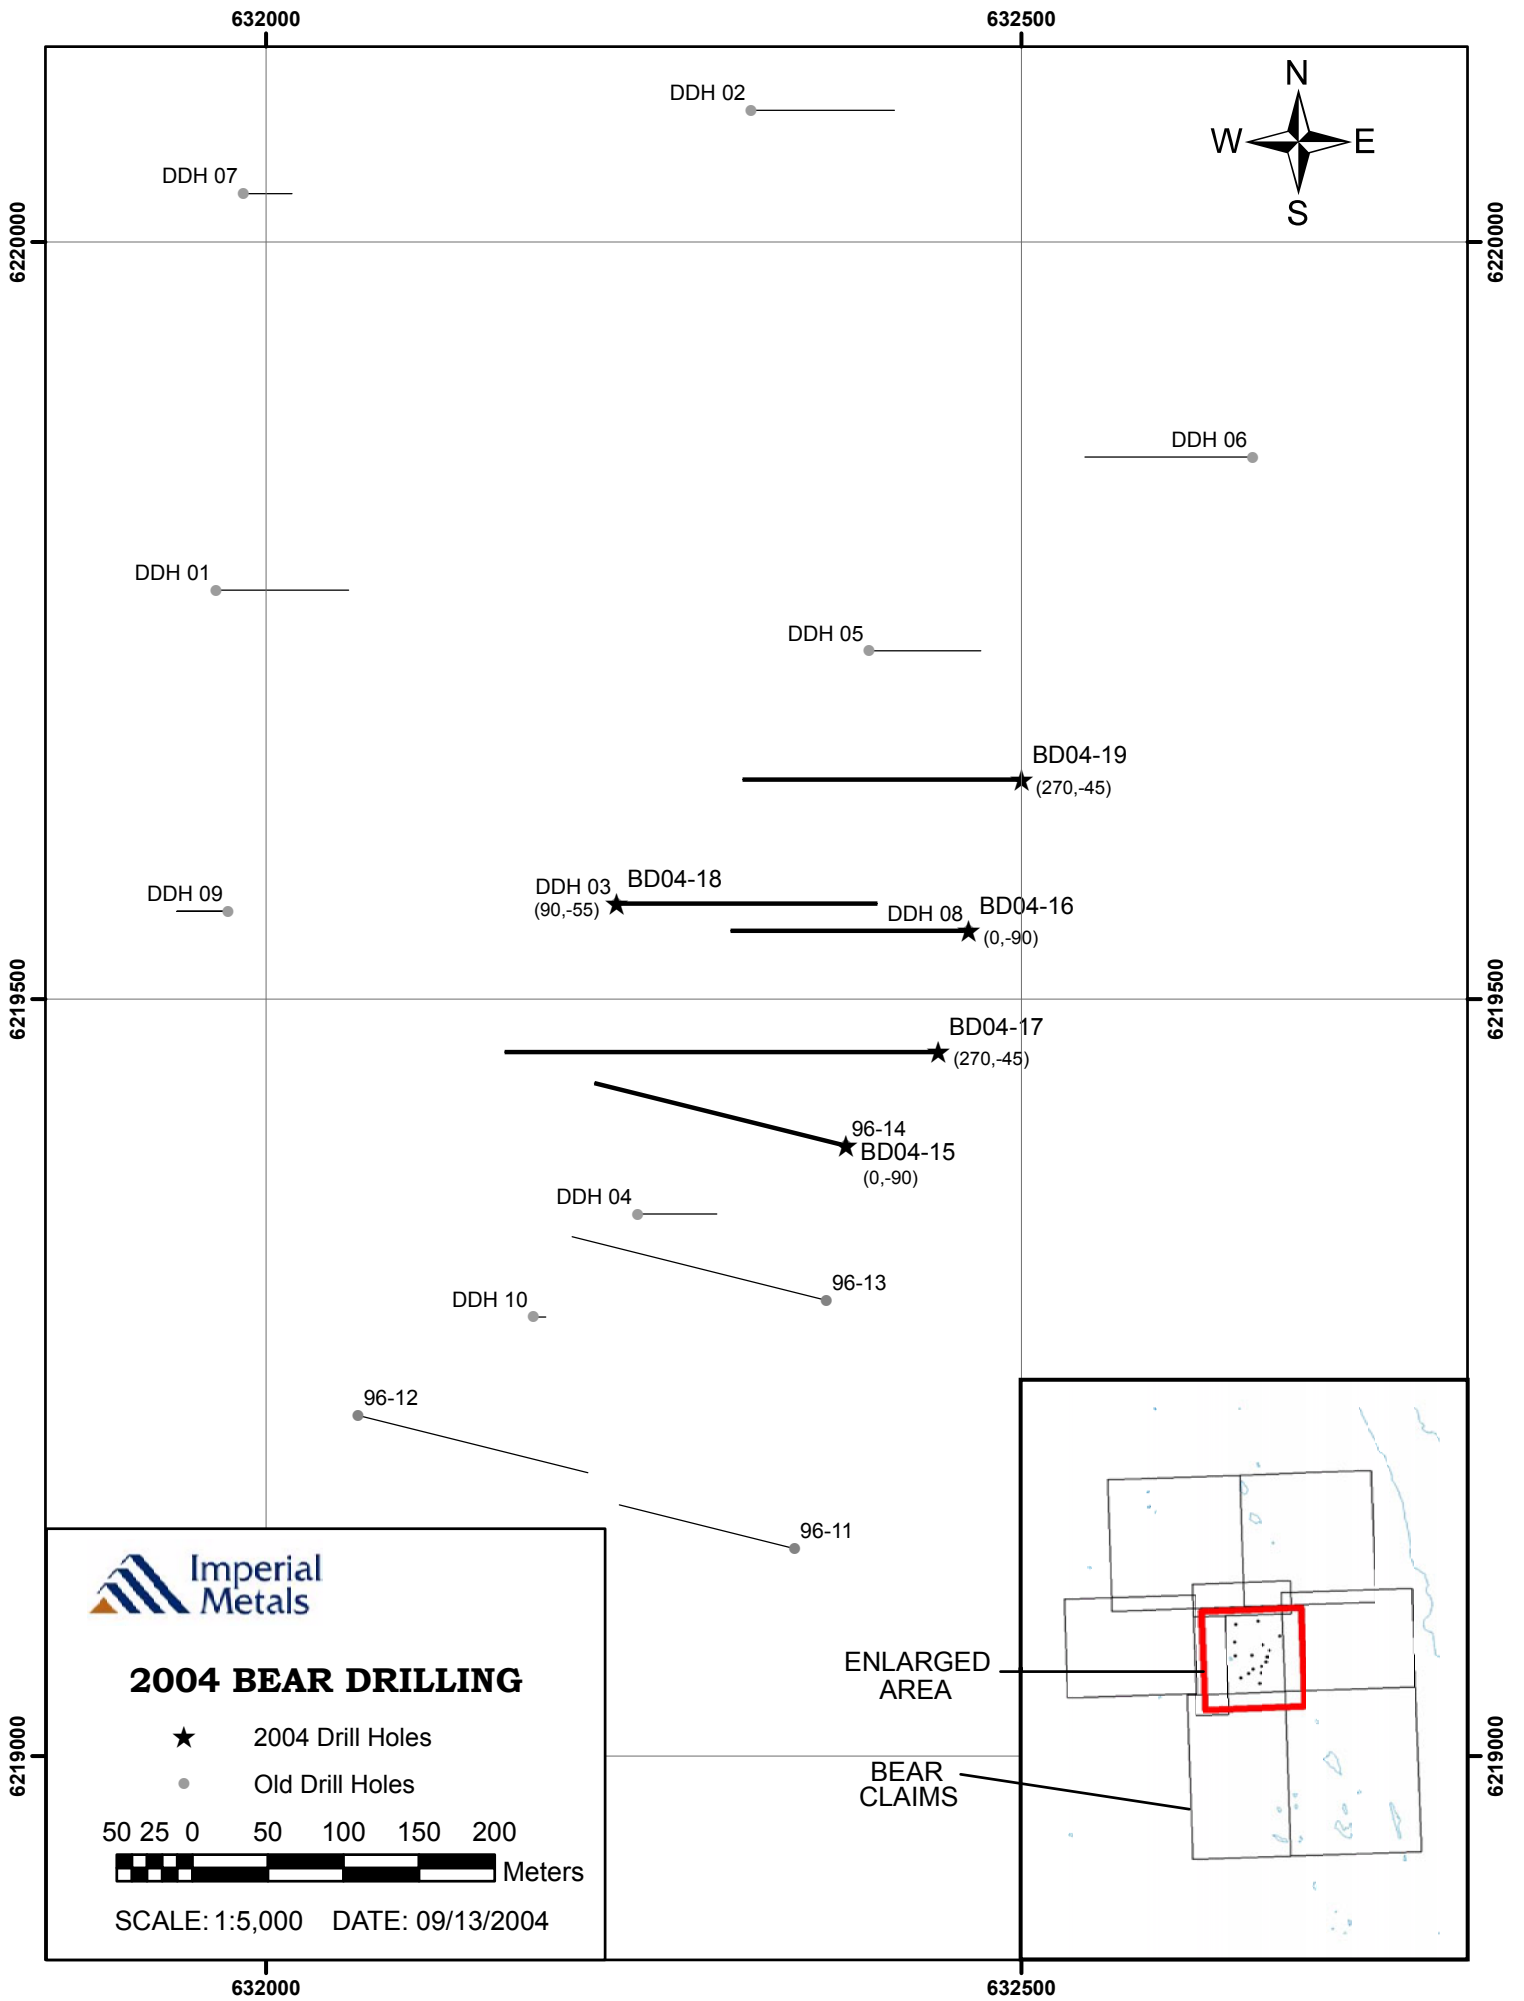 632000
632500
N
W
E
S
DDH 02
DDH 07
6220000
6220000
DDH 06
DDH 01
DDH 05
BD04-19
(270,-45)
DDH 03
BD04-18
(90,-55)
DDH 09
DDH 08
BD04-16
(0,-90)
6219500
6219500
BD04-17
(270,-45)
96-14
BD04-15
(0,-90)
DDH 04
96-13
DDH 10
96-12
96-11
Imperial
Metals
2004 BEAR DRILLING
2004 Drill Holes
Old Drill Holes
50 25 0 50 100 150 200
Meters
SCALE: 1:5,000 DATE: 09/13/2004
ENLARGED
AREA
BEAR
CLAIMS
6219000
6219000
632000
632500